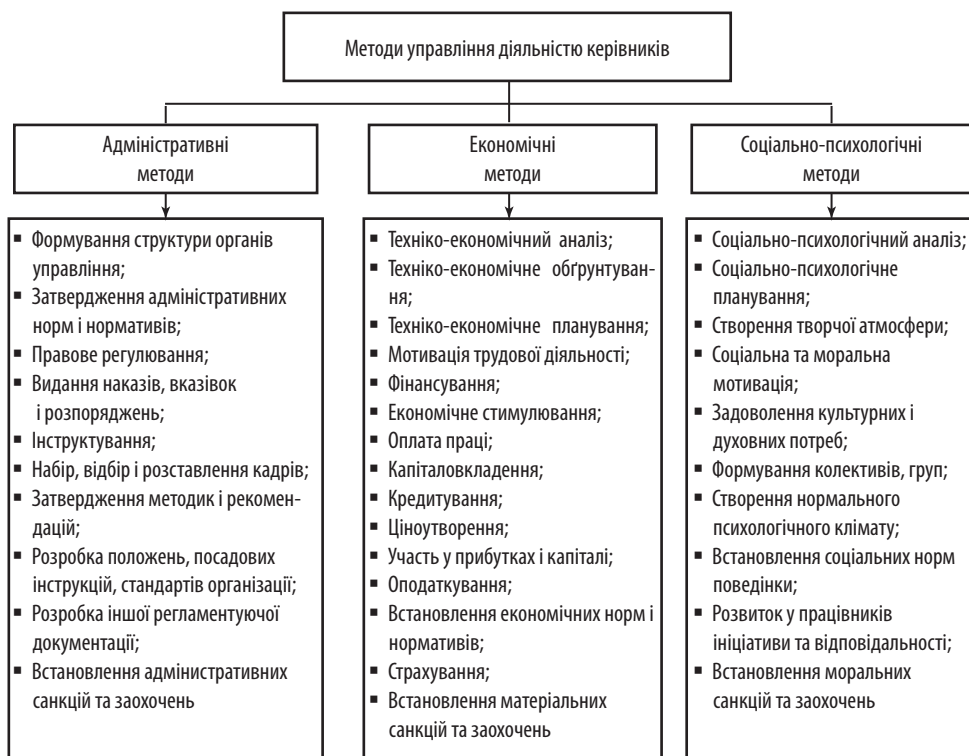 Методи управління діяльністю керівників
Адміністративні
методи
Економічні
методи
Соціально-психологічні
методи
▪ Формування структури органів
управління;
▪ Затвердження адміністративних
норм і нормативів;
▪ Правове регулювання;
▪ Видання наказів, вказівок
і розпоряджень;
▪ Інструктування;
▪ Набір, відбір і розставлення кадрів;
▪ Затвердження методик і рекомен-
дацій;
▪ Розробка положень, посадових
інструкцій, стандартів організації;
▪ Розробка іншої регламентуючої
документації;
▪ Встановлення адміністративних
санкцій та заохочень
▪ Техніко-економічний аналіз;
▪ Техніко-економічне обґрунтуван-
ня;
▪ Техніко-економічне планування;
▪ Мотивація трудової діяльності;
▪ Фінансування;
▪ Економічне стимулювання;
▪ Оплата праці;
▪ Капіталовкладення;
▪ Кредитування;
▪ Ціноутворення;
▪ Участь у прибутках і капіталі;
▪ Оподаткування;
▪ Встановлення економічних норм і
нормативів;
▪ Страхування;
▪ Встановлення матеріальних
санкцій та заохочень
▪ Соціально-психологічний аналіз;
▪ Соціально-психологічне
планування;
▪ Створення творчої атмосфери;
▪ Соціальна та моральна
мотивація;
▪ Задоволення культурних і
духовних потреб;
▪ Формування колективів, груп;
▪ Створення нормального
психологічного клімату;
▪ Встановлення соціальних норм
поведінки;
▪ Розвиток у працівників
ініціативи та відповідальності;
▪ Встановлення моральних
санкцій та заохочень